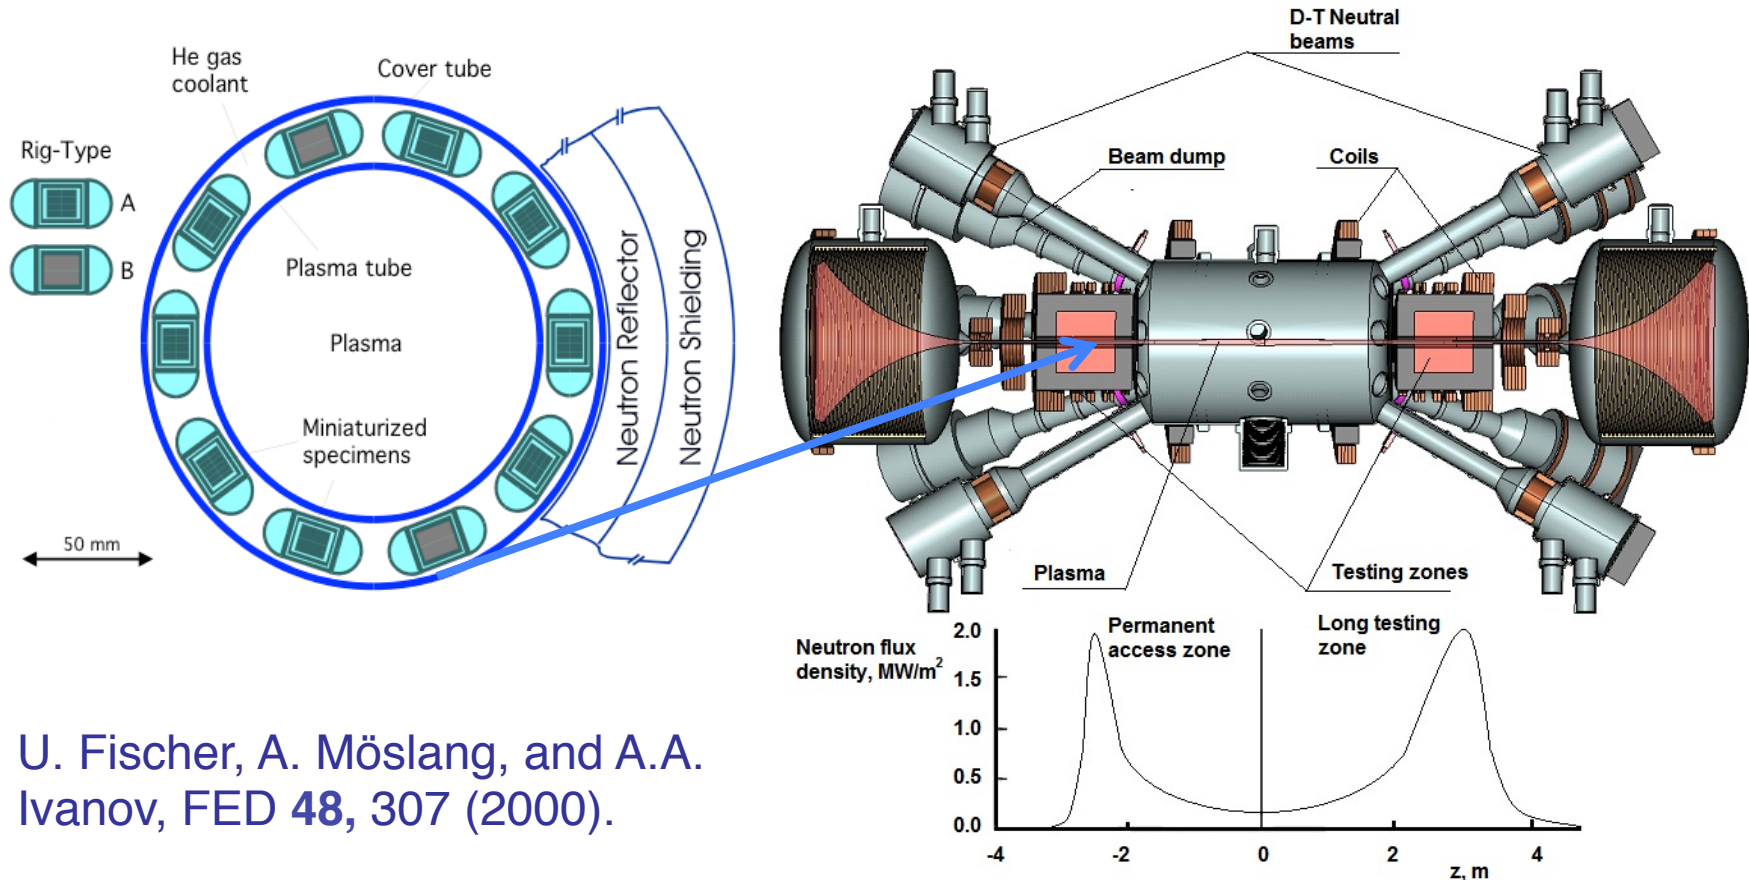 He gas
coolant
Cover tube
Rig-Type
A
B
Plasma tube
Plasma
Miniaturized
specimens
50 mm
Neutron Reflector
Neutron Shielding
D-T Neutral
beams
Beam dump
Coils
Plasma
Testing zones
Neutron flux
density, MW/m²
Permanent
access zone
Long testing
zone
2.0
1.5
1.0
0.5
0.0
-4
-2
0
2
4
z, m
U. Fischer, A. Möslang, and A.A.
Ivanov, FED 48, 307 (2000).